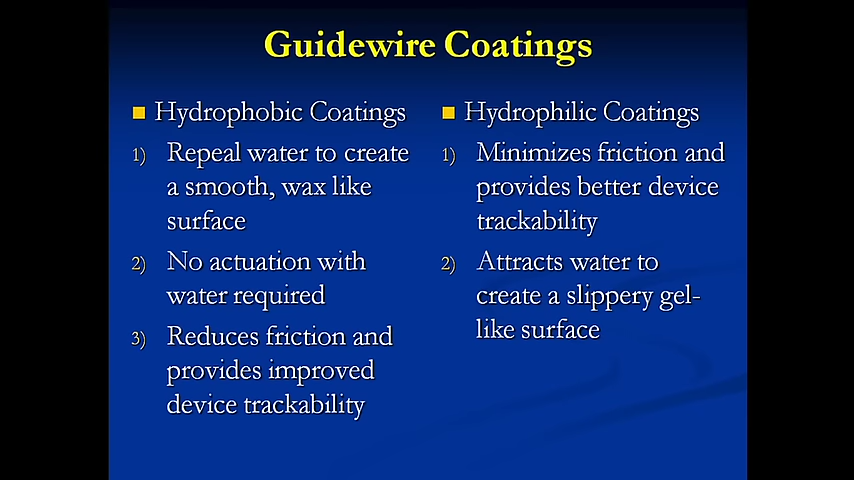 Guidewire Coatings
Hydrophobic Coatings
1) Repeal water to create
a smooth, wax like
surface
2) No actuation with
water required
3) Reduces friction and
provides improved
device trackability
Hydrophilic Coatings
1) Minimizes friction and
provides better device
trackability
2) Attracts water to
create a slippery gel-
like surface